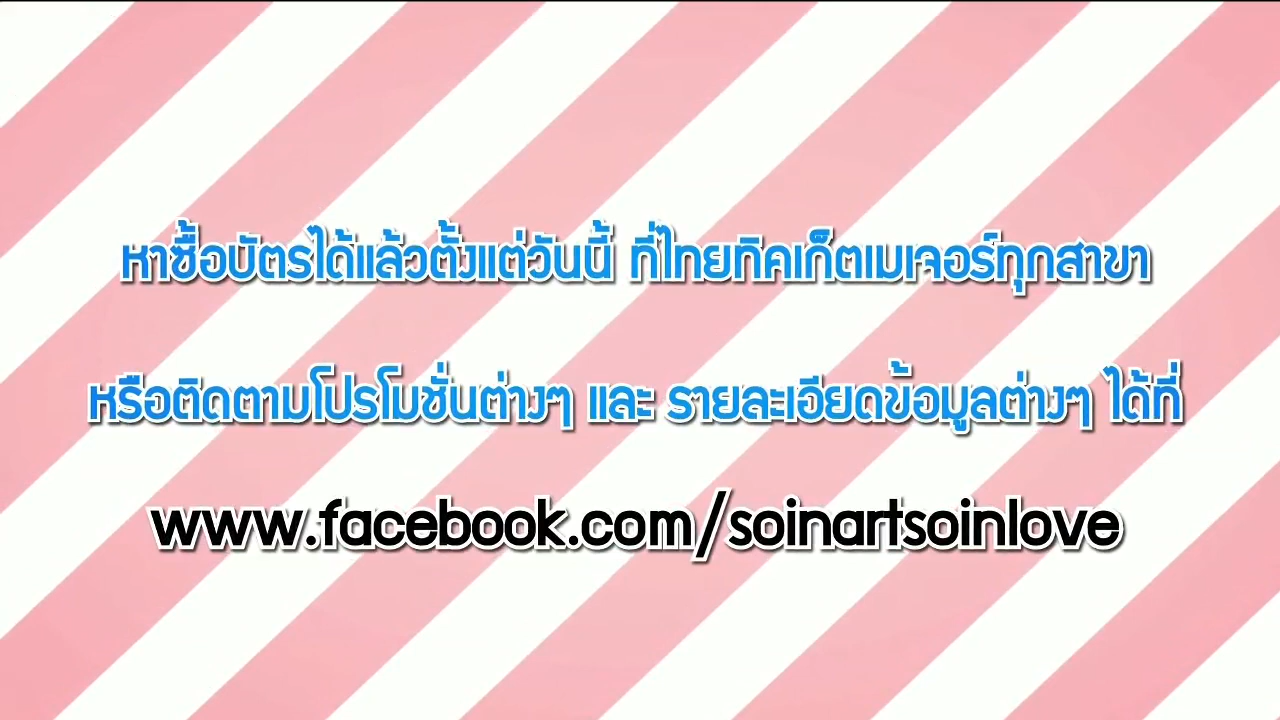 หาซื้อบัตรได้แล้วตั้งแต่วันนี้ ที่ไทยทิคเก็ตเมเจอร์ทุกสาขา
หรือติดตามโปรโมชั่นต่างๆ และ รายละเอียดข้อมูลต่างๆ ได้ที่
www.facebook.com/soinartsoinlove